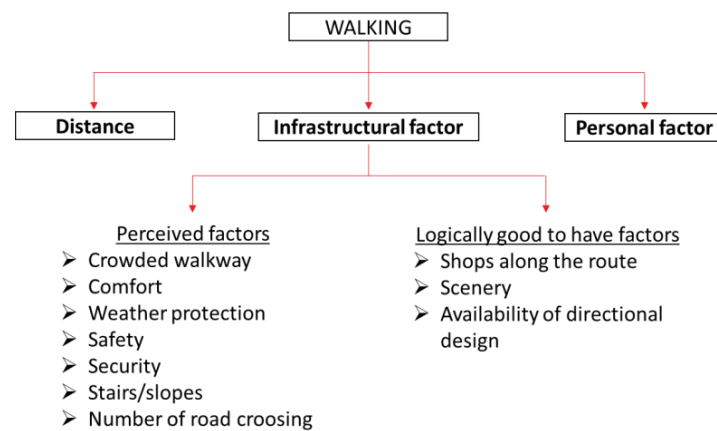 WALKING
Distance
Infrastructural factor
Personal factor
Perceived factors
➢ Crowded walkway
➢ Comfort
➢ Weather protection
➢ Safety
➢ Security
➢ Stairs/slopes
➢ Number of road croosing
Logically good to have factors
➢ Shops along the route
➢ Scenery
➢ Availability of directional
design